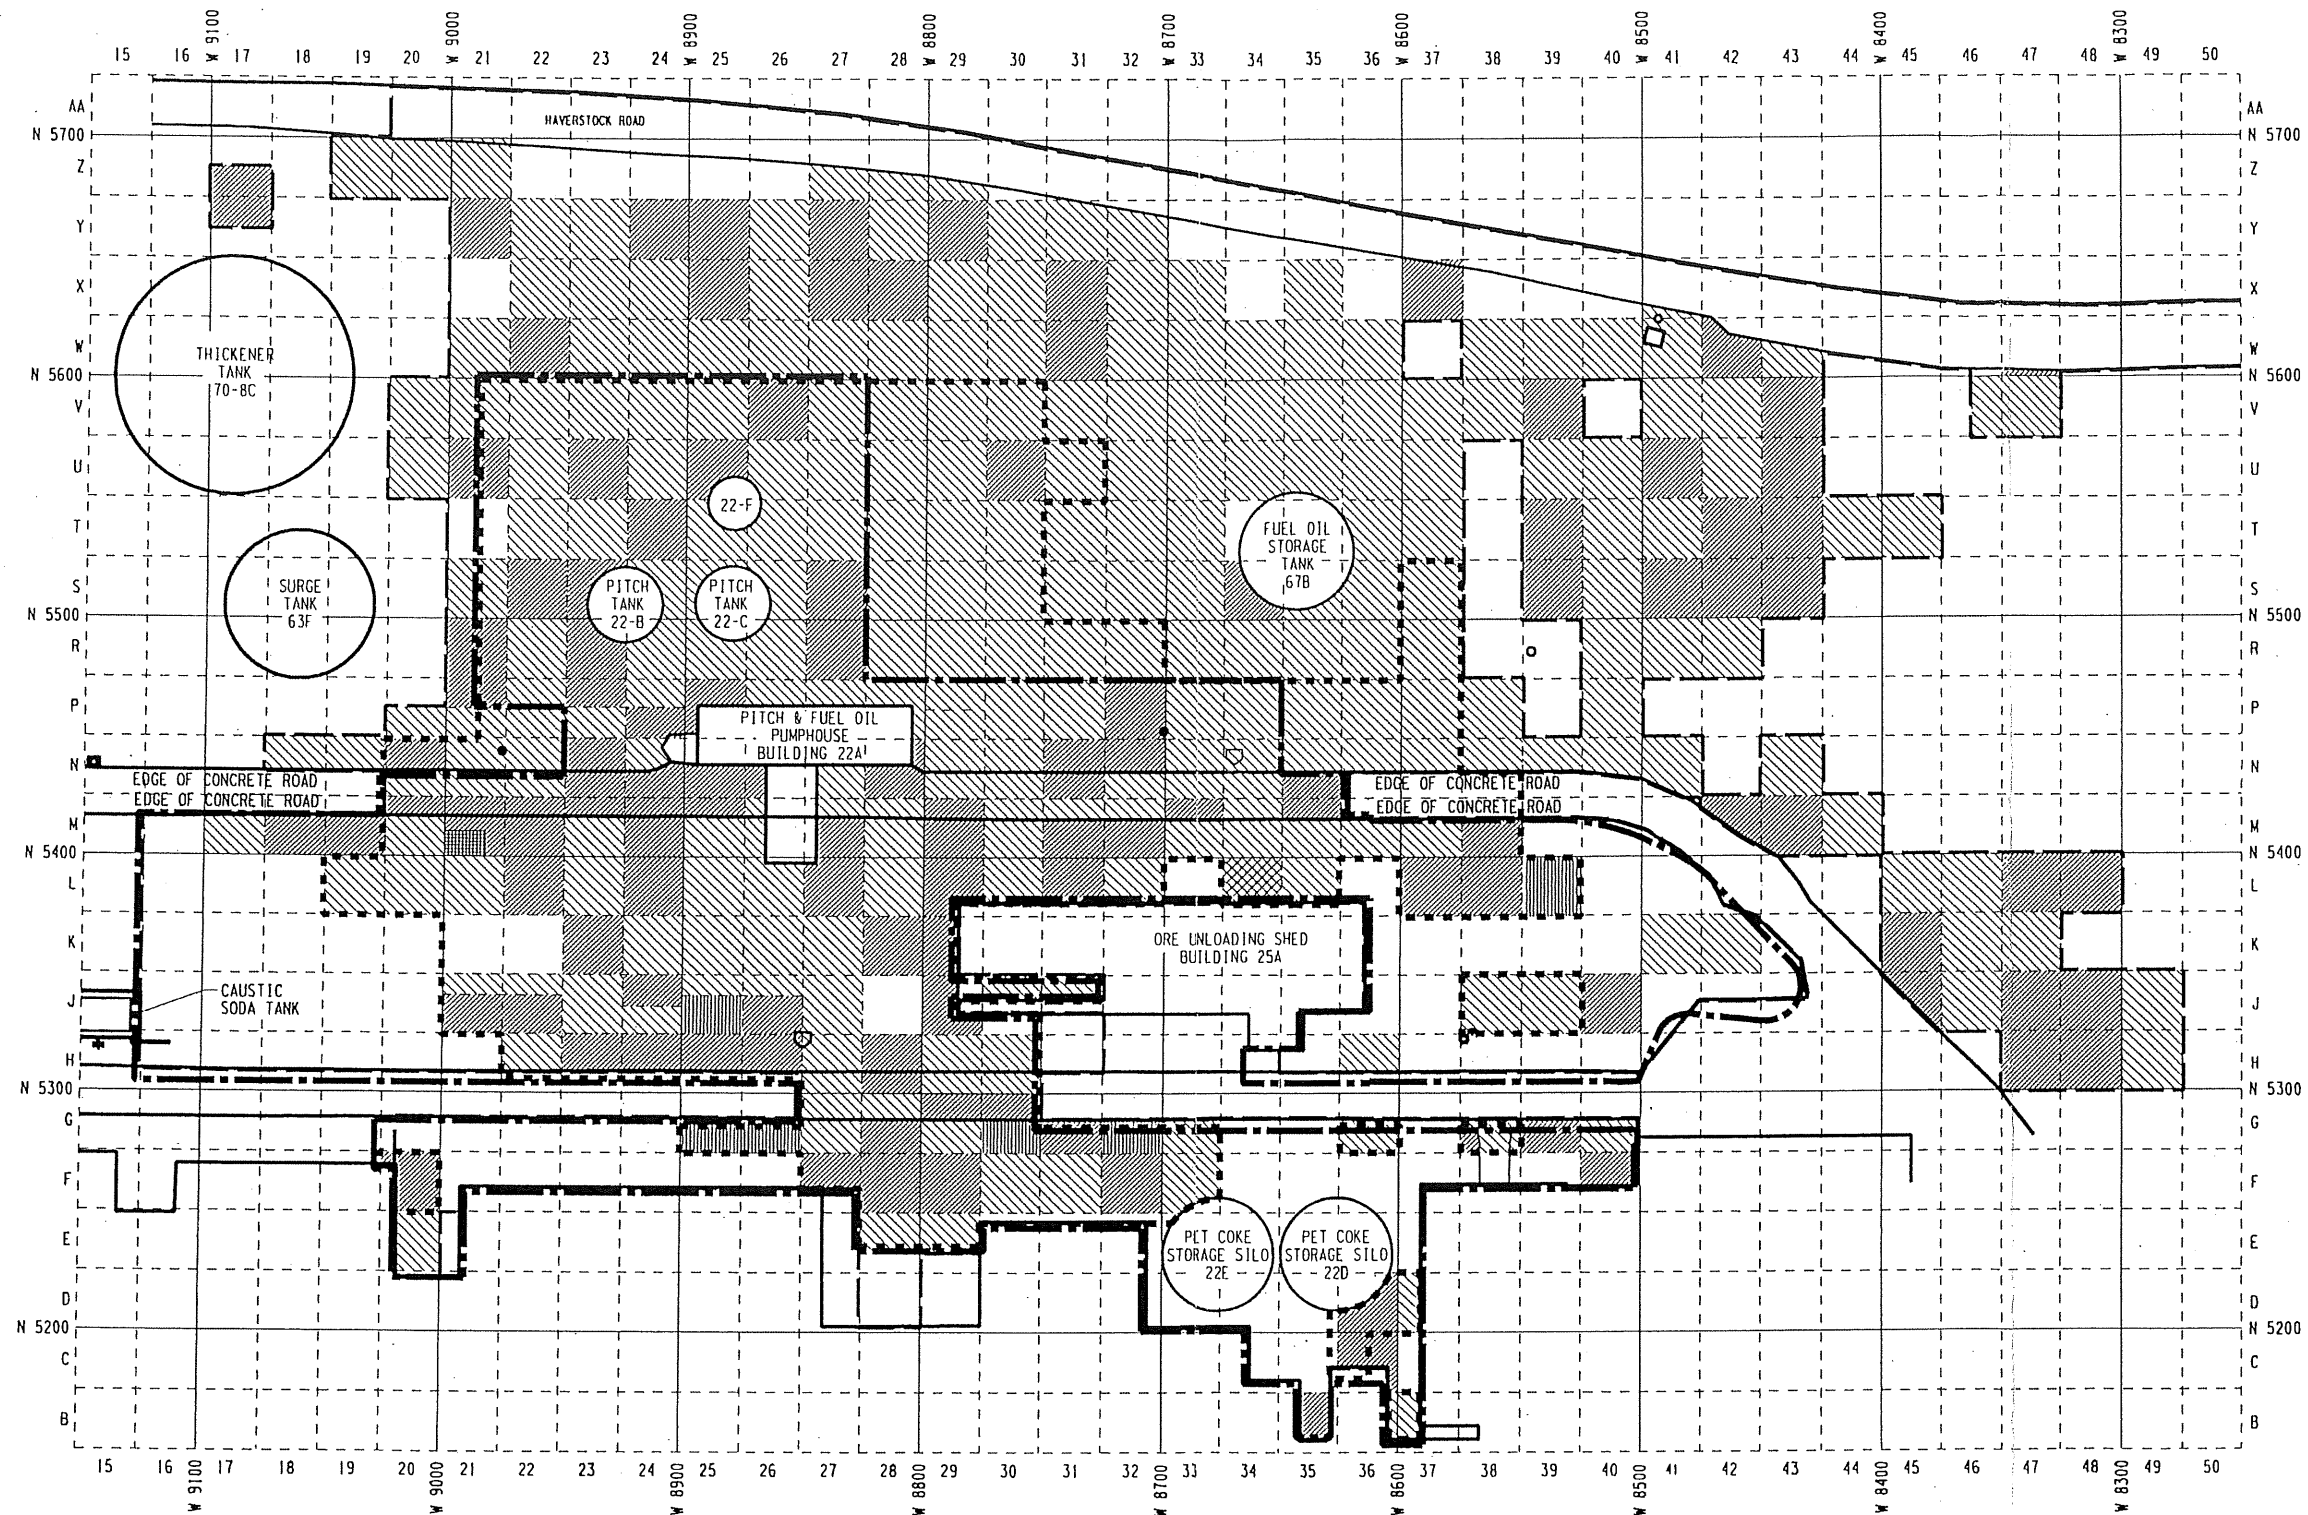 W 9100 W 9000 W 8900 W 8800 W 8700 W 8600 W 8500 W 8400 W 8300
15 16 17 18 19 20 21 22 23 24 25 26 27 28 29 30 31 32 33 34 35 36 37 38 39 40 41 42 43 44 45 46 47 48 49 50
AA AA
HAVERSTOCK ROAD
N 5700 N 5700
Z Z
Y Y
X X
W W
THICKENER
TANK
70-8C
N 5600 N 5600
V V
U U
22-F
T T
FUEL OIL
STORAGE
TANK
67B
S S
SURGE
TANK
63F
PITCH
TANK
22-B
PITCH
TANK
22-C
N 5500 N 5500
R R
P P
PITCH & FUEL OIL
PUMPHOUSE
BUILDING 22A
N N
EDGE OF CONCRETE ROAD EDGE OF CONCRETE ROAD
EDGE OF CONCRETE ROAD EDGE OF CONCRETE ROAD
M M
N 5400 N 5400
L L
K K
ORE UNLOADING SHED
BUILDING 25A
CAUSTIC
SODA TANK
J J
H H
N 5300 N 5300
G G
F F
E E
PET COKE
STORAGE SILO
22E
PET COKE
STORAGE SILO
22D
D D
N 5200 N 5200
C C
B B
15 16 17 18 19 20 21 22 23 24 25 26 27 28 29 30 31 32 33 34 35 36 37 38 39 40 41 42 43 44 45 46 47 48 49 50
W 9100 W 9000 W 8900 W 8800 W 8700 W 8600 W 8500 W 8400 W 8300